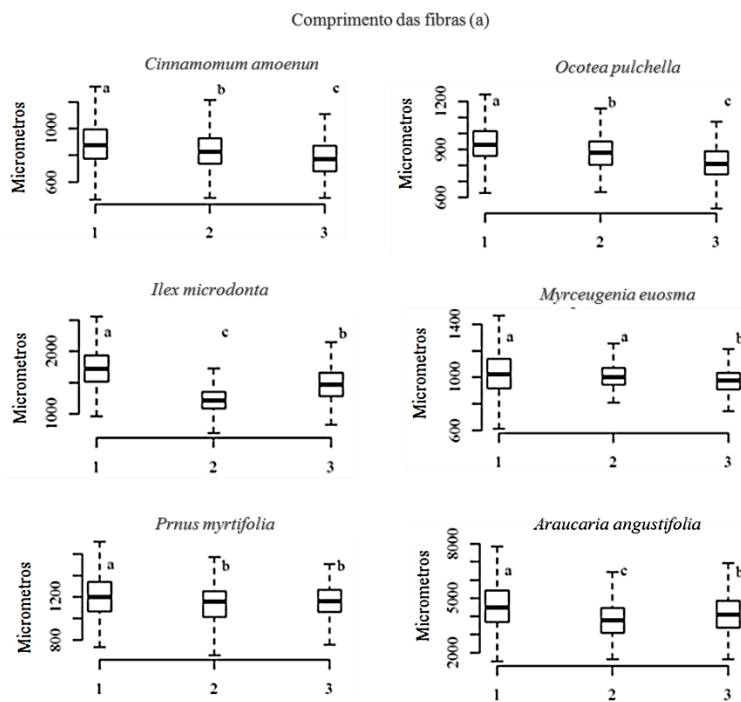 Comprimento das fibras (a)
Cinnamomum amoenun
Micrometros
600 1000
a b c
1 2 3
Ocotea pulchella
Micrometros
600 900 1200
a b c
1 2 3
Ilex microdonta
Micrometros
1000 2000
a c b
1 2 3
Myrceugenia euosma
Micrometros
600 1000 1400
a a b
1 2 3
Prnus myrtifolia
Micrometros
800 1200
a b b
1 2 3
Araucaria angustifolia
Micrometros
2000 5000 8000
a c b
1 2 3